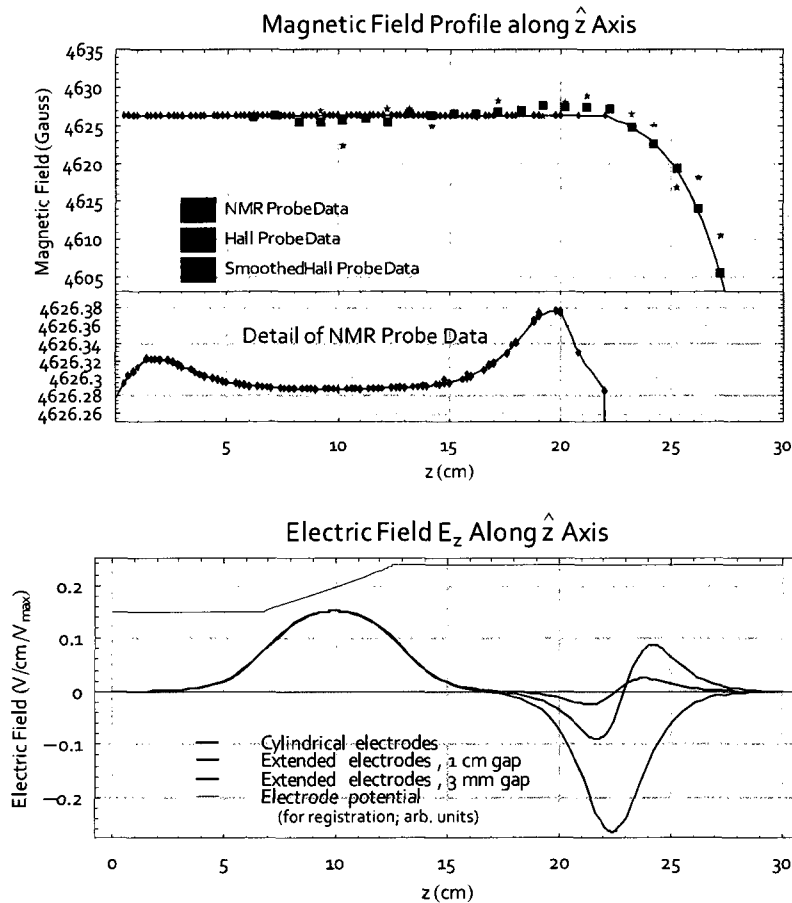 Magnetic Field Profile along ẑ Axis
Magnetic Field (Gauss)
4635
4630
4625
4620
4615
4610
4605
NMR ProbeData
Hall ProbeData
SmoothedHall ProbeData
4626.38
4626.36
4626.34
4626.32
4626.3
4626.28
4626.26
Detail of NMR Probe Data
5 10 15 20 25 30
z (cm)
Electric Field E_z Along ẑ Axis
Electric Field (V/cm/V_max)
0.2
0.1
0
−0.1
−0.2
Cylindrical electrodes
Extended electrodes , 1 cm gap
Extended electrodes , 3 mm gap
Electrode potential
(for registration; arb. units)
0 5 10 15 20 25 30
z (cm)